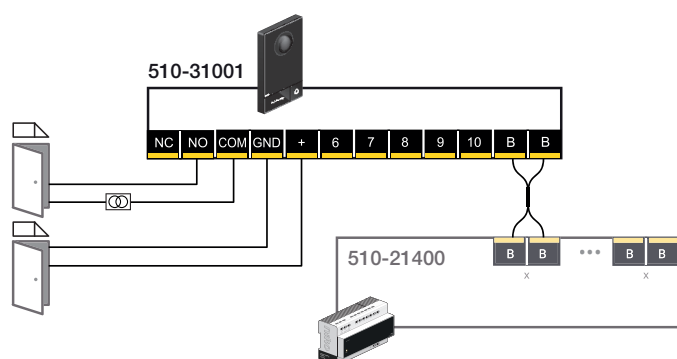 510-31001
NC NO COM GND + 6 7 8 9 10 B B
510-21400
B B ••• B B
x x